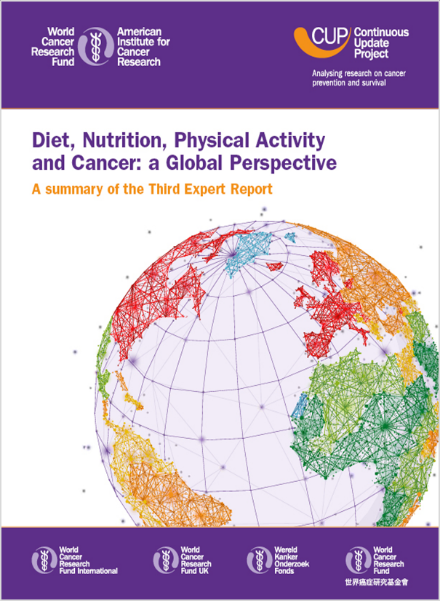 World
Cancer
Research
Fund
American
Institute for
Cancer
Research
CUP
Continuous
Update
Project
Analysing research on cancer
prevention and survival
Diet, Nutrition, Physical Activity
and Cancer: a Global Perspective
A summary of the Third Expert Report
World
Cancer
Research
Fund International
World
Cancer
Research
Fund UK
Wereld
Kanker
Onderzoek
Fonds
World
Cancer
Research
Fund
世界癌症研究基金會